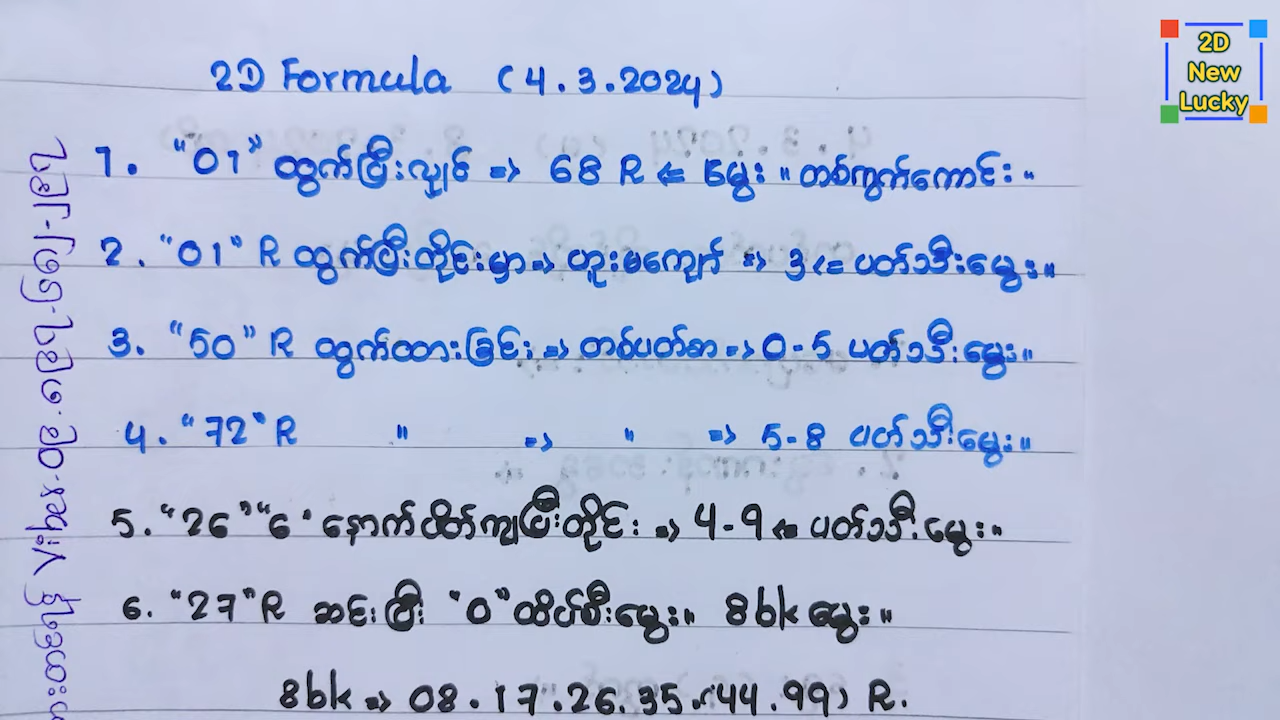 2D Formula (4.3.2024)
1. "01" ထွက်ပြီးလျှင် => 68 R <= မွေး။ တစ်ကွက်ကောင်း။
2. "01" R ထွက်ပြီးတိုင်းမှာ => ဟူးမကျော် => 3 <= ပတ်သီးမွေး။
3. "50" R ထွက်ထားခြင်း => တစ်ပတ်စာ => 0-5 ပတ်သီးမွေး။
4. "72" R " => " => 5-8 ပတ်သီးမွေး။
5. "26" "6" နောက်ပိတ်ကျပြီးတိုင်း => 4-9 <= ပတ်သီးမွေး။
6. "27" R ဆင်းပြီး "0" ထိပ်စီးမွေး။ 8bk မွေး။
8bk => 08.17.26.35.(44.99) R.
2D
New
Lucky